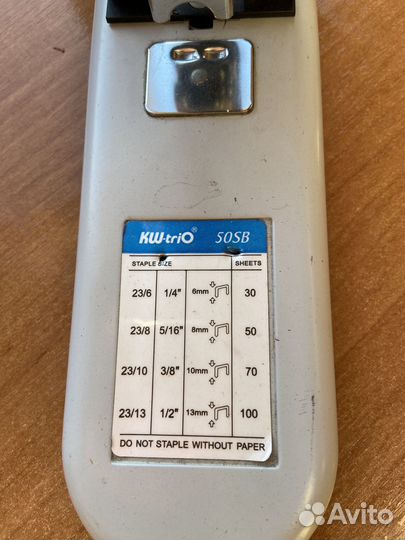 KW-triO 50SB
STAPLE SIZE SHEETS
23/6 1/4" 6mm 30
23/8 5/16" 8mm 50
23/10 3/8" 10mm 70
23/13 1/2" 13mm 100
DO NOT STAPLE WITHOUT PAPER
Avito